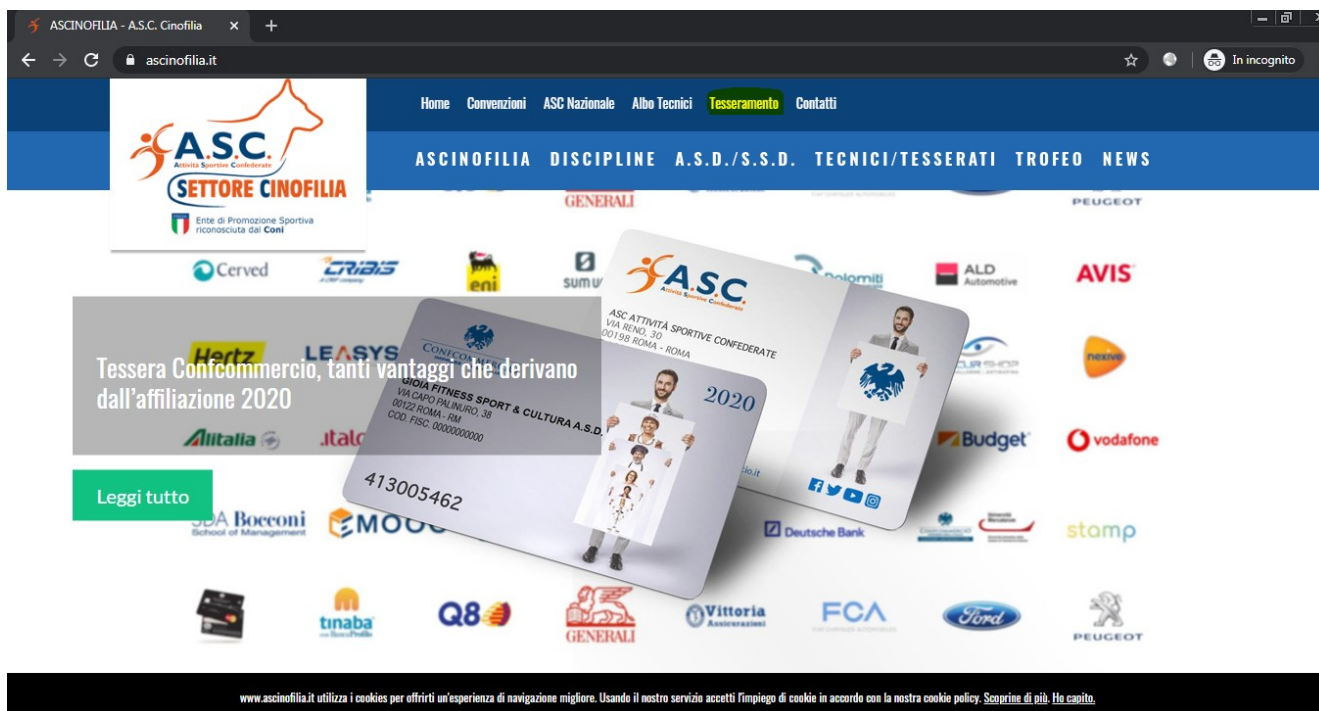 ASCINOFILIA - A.S.C. Cinofilia
ascinofilia.it
In incognito
Home Convenzioni ASC Nazionale Albo Tecnici Tesseramento Contatti
A.S.C.
Attività Sportive Confederate
SETTORE CINOFILIA
Ente di Promozione Sportiva
riconosciuta dal Coni
ASCINOFILIA DISCIPLINE A.S.D./S.S.D. TECNICI/TESSERATI TROFEO NEWS
GENERALI
PEUGEOT
Cerved
CRIBIS
eni
sum
Dolomiti
ALD
Automotive
AVIS
A.S.C.
Attività Sportive Confederate
ASC ATTIVITÀ SPORTIVE CONFEDERATE
VIA RENO, 30
00198 ROMA - ROMA
Hertz
LEASYS
nexive
Tessera Confcommercio, tanti vantaggi che derivano
dall'affiliazione 2020
GIOIA FITNESS SPORT & CULTURA A.S.D.
VIA CAPO PALINURO, 38
00122 ROMA - RM
COD. FISC. 0000000000
2020
Alitalia
.italo
Budget
vodafone
413005462
Leggi tutto
SDA Bocconi
School of Management
Deutsche Bank
stamp
tinaba
Q8
GENERALI
Vittoria
Assicurazioni
FCA
Ford
PEUGEOT
www.ascinofilia.it utilizza i cookies per offrirti un'esperienza di navigazione migliore. Usando il nostro servizio accetti l'impiego di cookie in accordo con la nostra cookie policy. Scoprine di più. Ho capito.